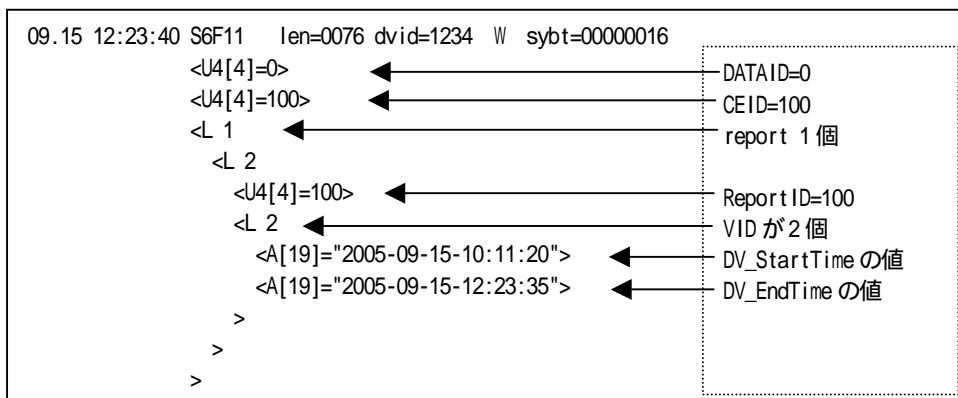 09.15 12:23:40 S6F11 len=0076 dvid=1234 W sybt=00000016
<U4[4]=0> DATAID=0
<U4[4]=100> CEID=100
<L 1 report 1個
<L 2
<U4[4]=100> ReportID=100
<L 2 VIDが2個
<A[19]="2005-09-15-10:11:20"> DV_StartTimeの値
<A[19]="2005-09-15-12:23:35"> DV_EndTimeの値
>
>
>